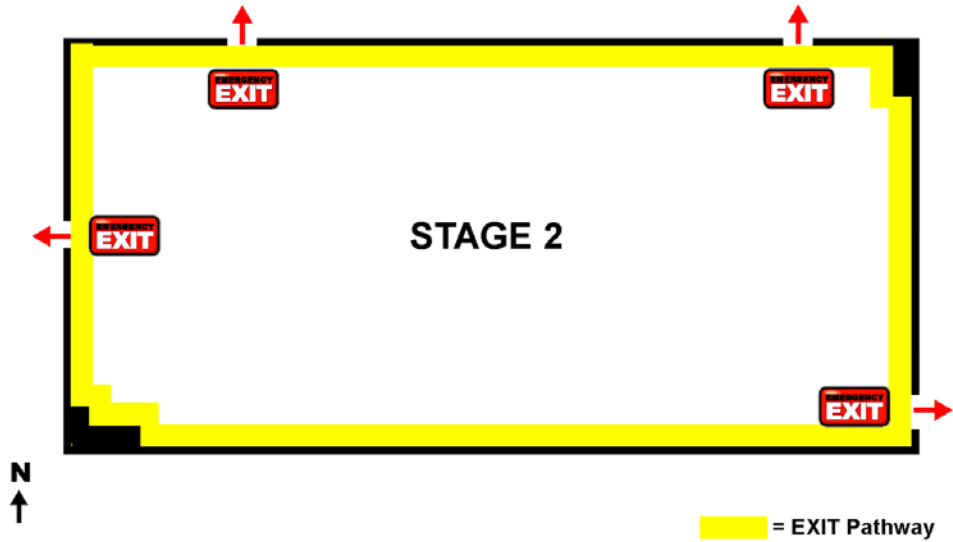 EMERGENCY
EXIT
EMERGENCY
EXIT
EMERGENCY
EXIT
STAGE 2
EMERGENCY
EXIT
N
= EXIT Pathway